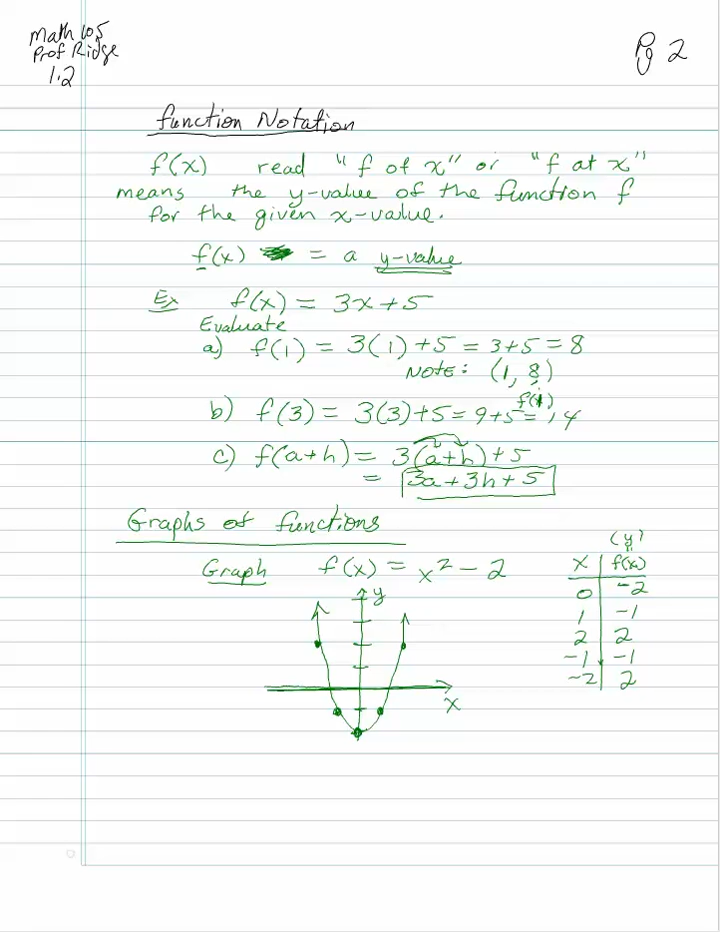 Math 105
Prof Ridge
1.2
Pg 2
Function Notation
f(x) read "f of x" or "f at x"
means the y-value of the function f
for the given x-value.
f(x) = a y-value
Ex f(x) = 3x+5
Evaluate
a) f(1) = 3(1)+5 = 3+5 = 8
NOTE: (1, 8)
f(1)
b) f(3) = 3(3)+5 = 9+5 = 14
c) f(a+h) = 3(a+h)+5
= 3a+3h+5
Graphs of functions
Graph f(x) = x² - 2
(y)
x f(x)
0 -2
1 -1
2 2
-1 -1
-2 2
y
x